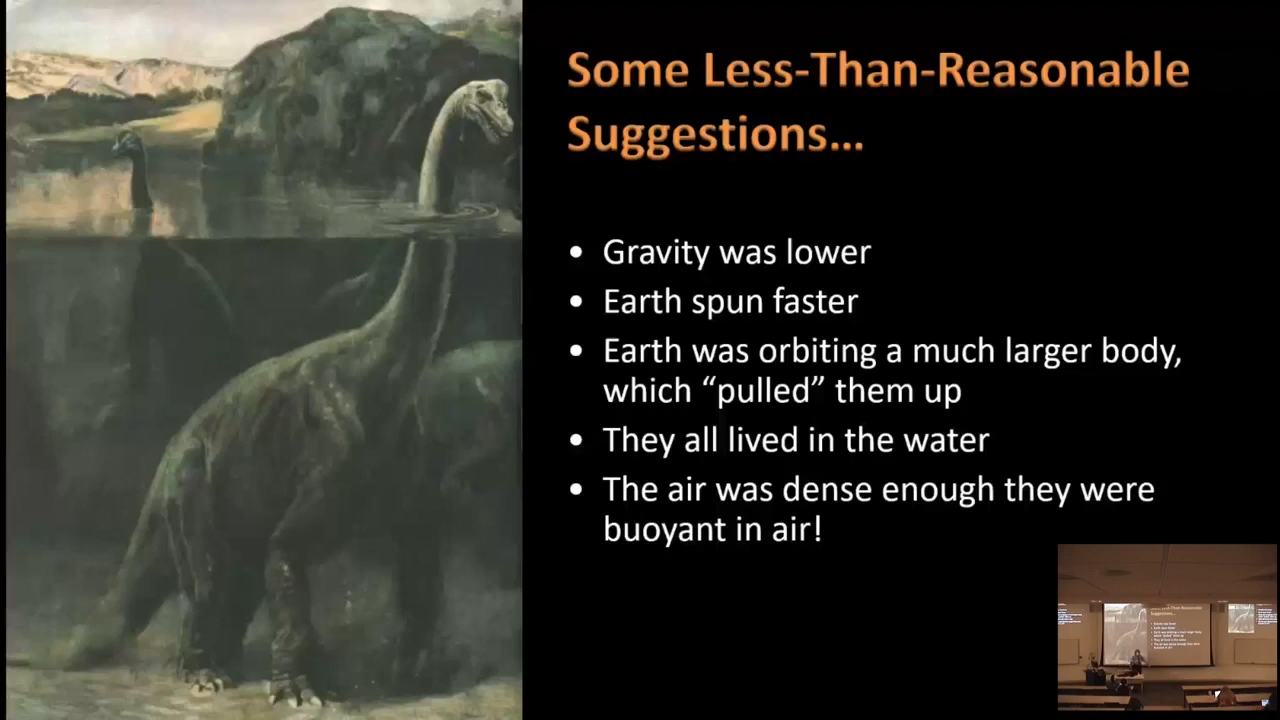 Some Less-Than-Reasonable
Suggestions…
• Gravity was lower
• Earth spun faster
• Earth was orbiting a much larger body,
which “pulled” them up
• They all lived in the water
• The air was dense enough they were
buoyant in air!